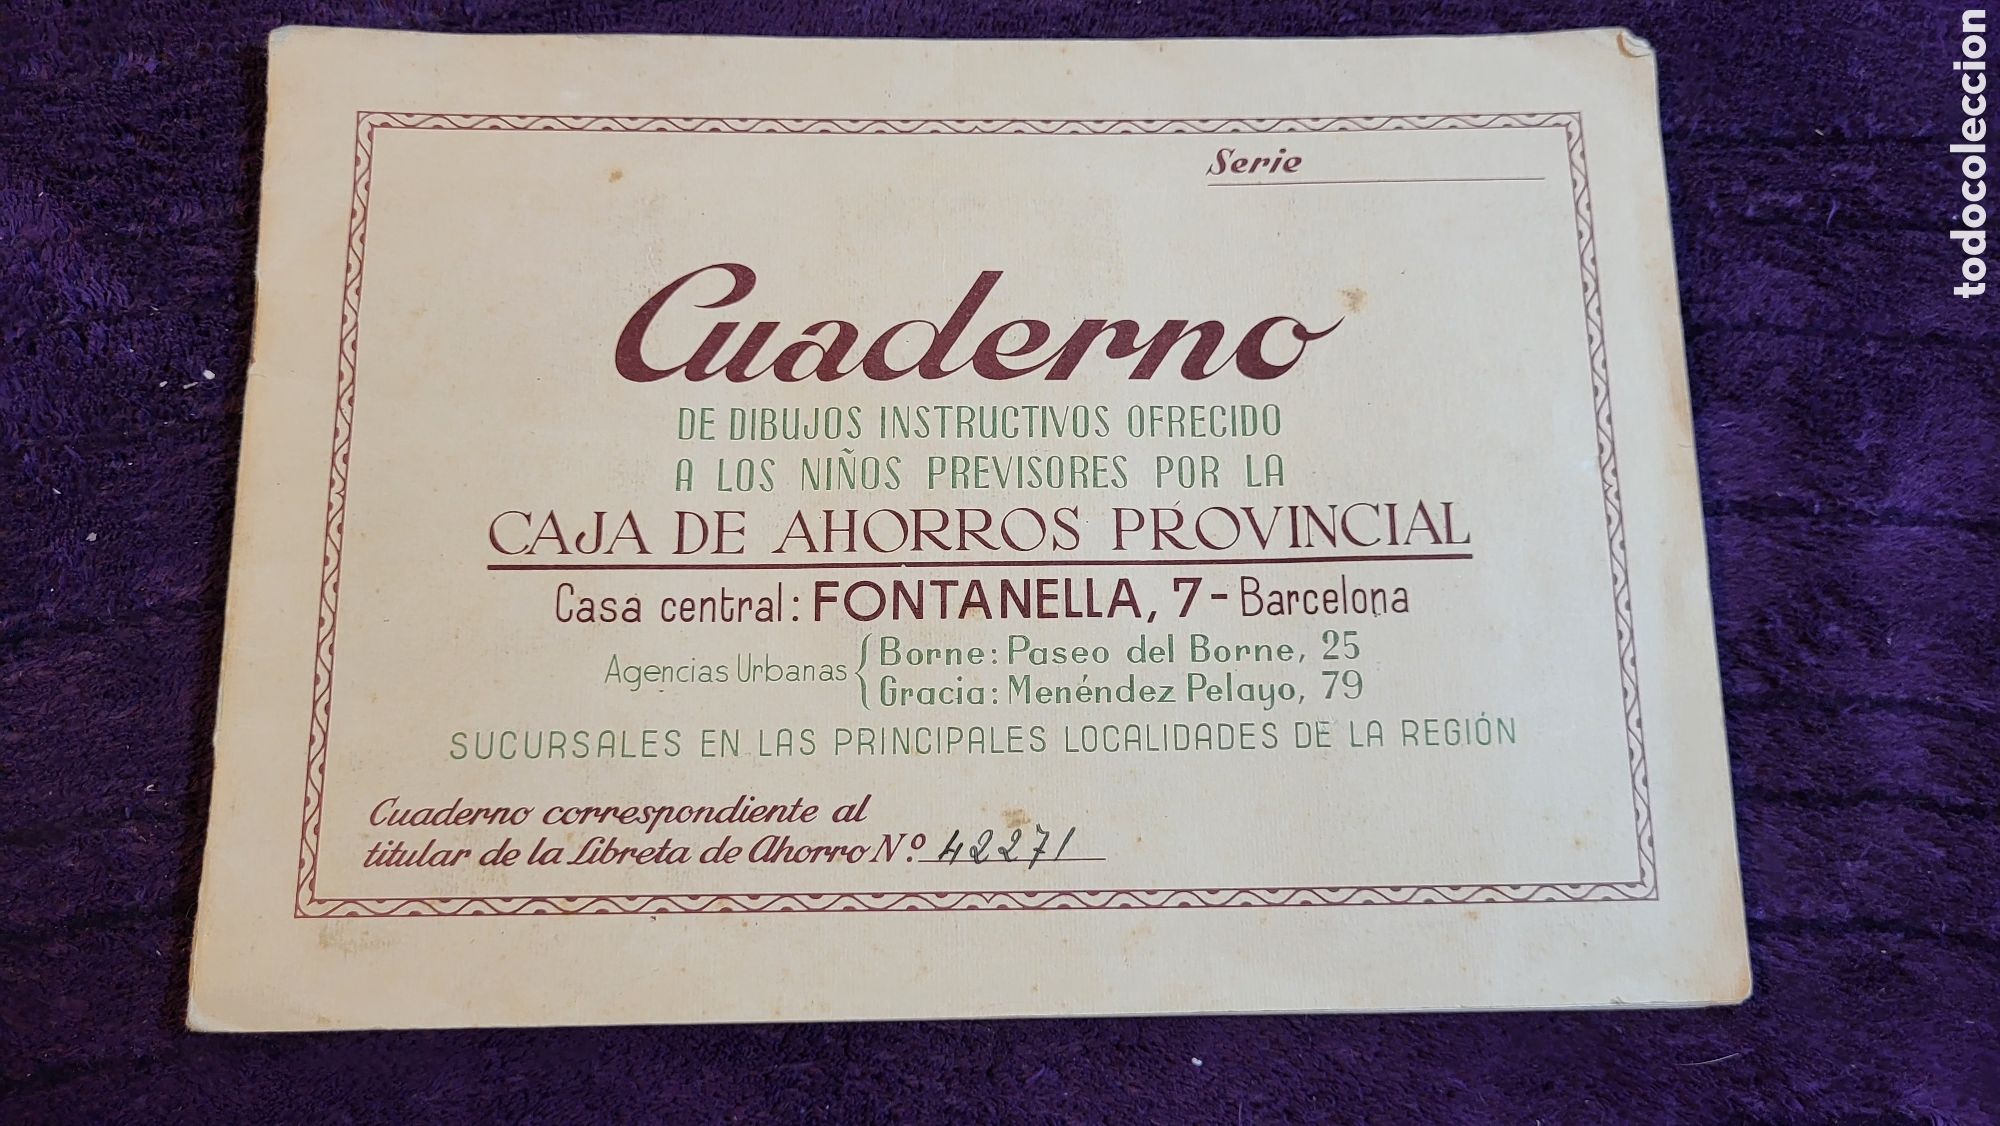 Serie
Cuaderno
DE DIBUJOS INSTRUCTIVOS OFRECIDO
A LOS NIÑOS PREVISORES POR LA
CAJA DE AHORROS PROVINCIAL
Casa central: FONTANELLA, 7 - Barcelona
Agencias Urbanas { Borne: Paseo del Borne, 25
Gracia: Menéndez Pelayo, 79
SUCURSALES EN LAS PRINCIPALES LOCALIDADES DE LA REGIÓN
Cuaderno correspondiente al
titular de la Libreta de Ahorro N.º 42271
todocoleccion